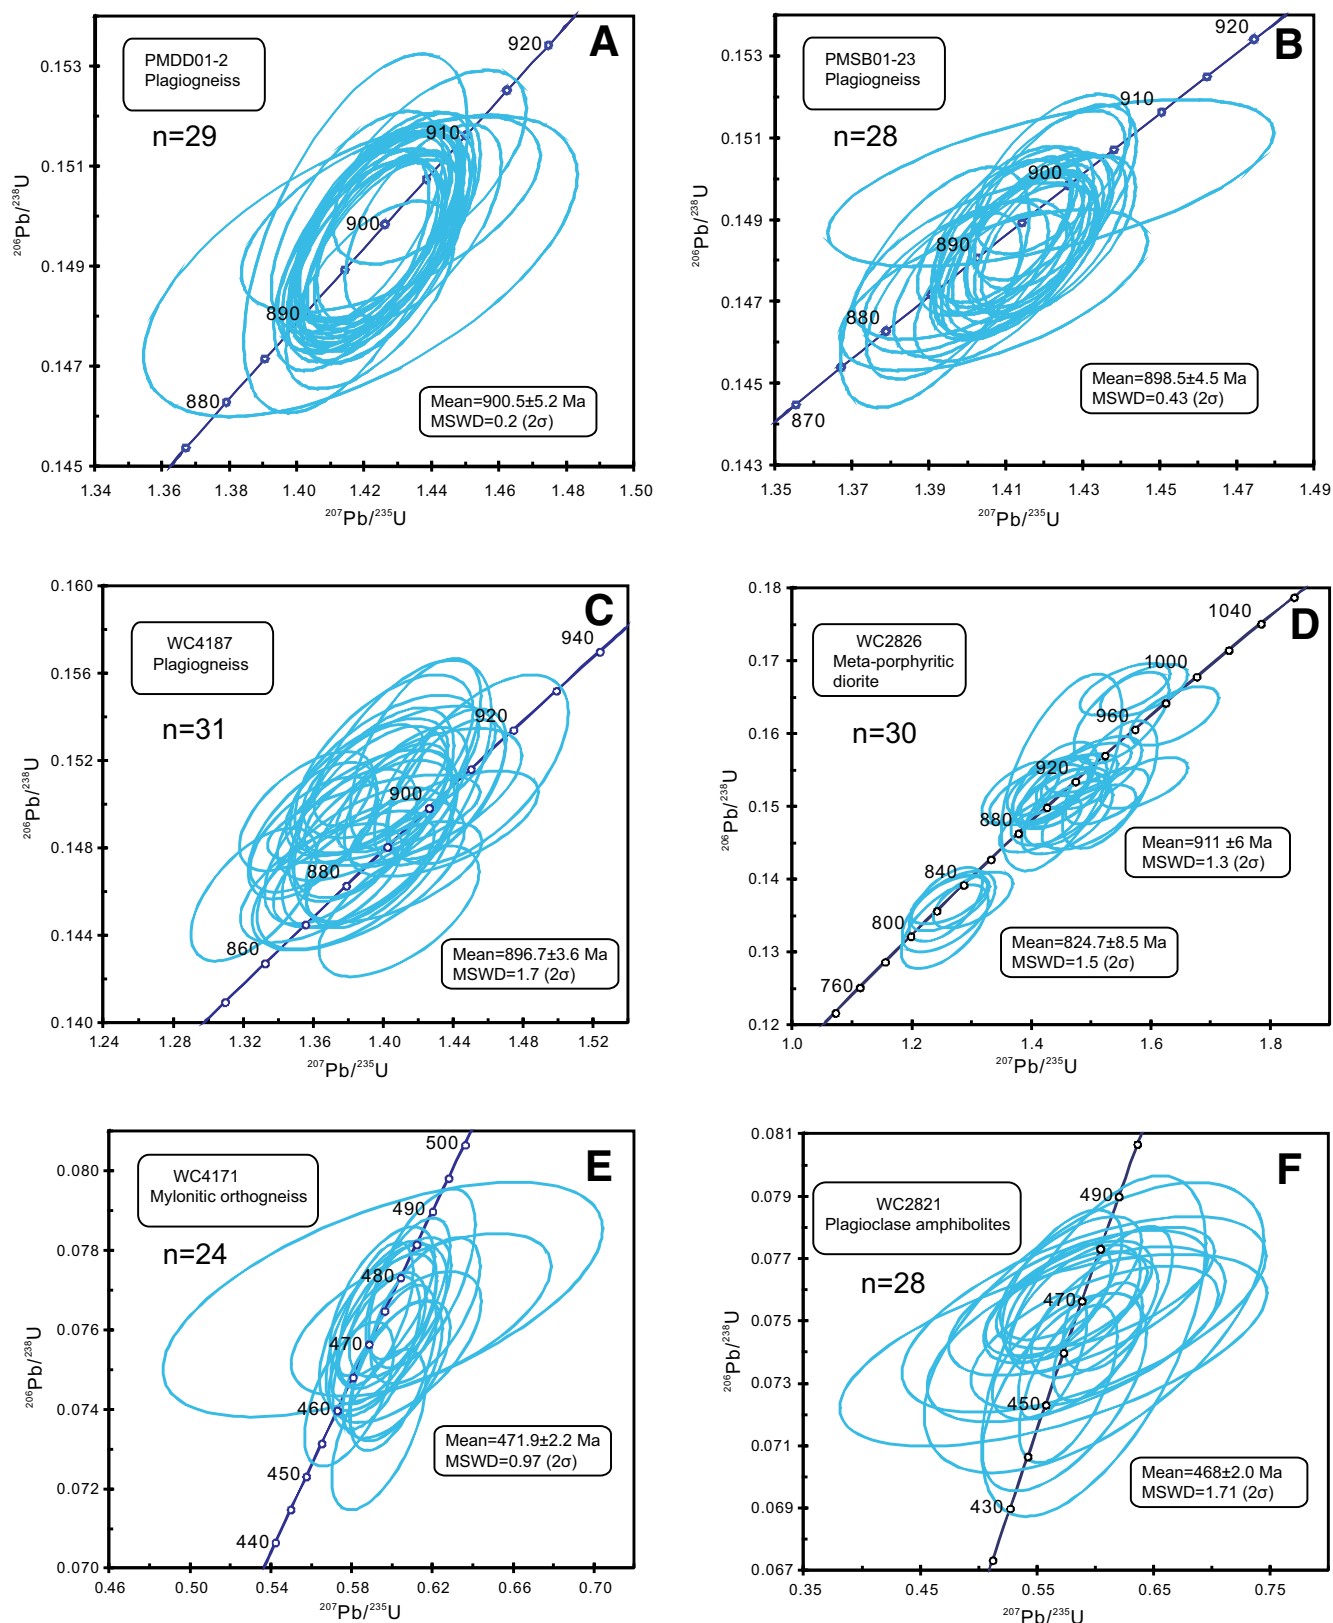 A
PMDD01-2
Plagiogneiss
n=29
920
910
900
890
880
Mean=900.5±5.2 Ma
MSWD=0.2 (2σ)
0.153
0.151
0.149
0.147
0.145
1.34
1.36
1.38
1.40
1.42
1.44
1.46
1.48
1.50
206Pb/238U
207Pb/235U
B
PMSB01-23
Plagiogneiss
n=28
920
910
900
890
880
870
Mean=898.5±4.5 Ma
MSWD=0.43 (2σ)
0.153
0.151
0.149
0.147
0.145
0.143
1.35
1.37
1.39
1.41
1.43
1.45
1.47
1.49
206Pb/238U
207Pb/235U
C
WC4187
Plagiogneiss
n=31
940
920
900
880
860
Mean=896.7±3.6 Ma
MSWD=1.7 (2σ)
0.160
0.156
0.152
0.148
0.144
0.140
1.24
1.28
1.32
1.36
1.40
1.44
1.48
1.52
206Pb/238U
207Pb/235U
D
WC2826
Meta-porphyritic
diorite
n=30
1040
1000
960
920
880
840
800
760
Mean=911 ±6 Ma
MSWD=1.3 (2σ)
Mean=824.7±8.5 Ma
MSWD=1.5 (2σ)
0.18
0.17
0.16
0.15
0.14
0.13
0.12
1.0
1.2
1.4
1.6
1.8
206Pb/238U
207Pb/235U
E
WC4171
Mylonitic orthogneiss
n=24
500
490
480
470
460
450
440
Mean=471.9±2.2 Ma
MSWD=0.97 (2σ)
0.080
0.078
0.076
0.074
0.072
0.070
0.46
0.50
0.58
0.62
0.66
0.70
206Pb/238U
207Pb/235U
F
WC2821
Plagioclase amphibolites
n=28
490
470
450
430
Mean=468±2.0 Ma
MSWD=1.71 (2σ)
0.081
0.079
0.077
0.075
0.073
0.071
0.069
0.067
0.35
0.45
0.55
0.65
0.75
206Pb/238U
207Pb/235U